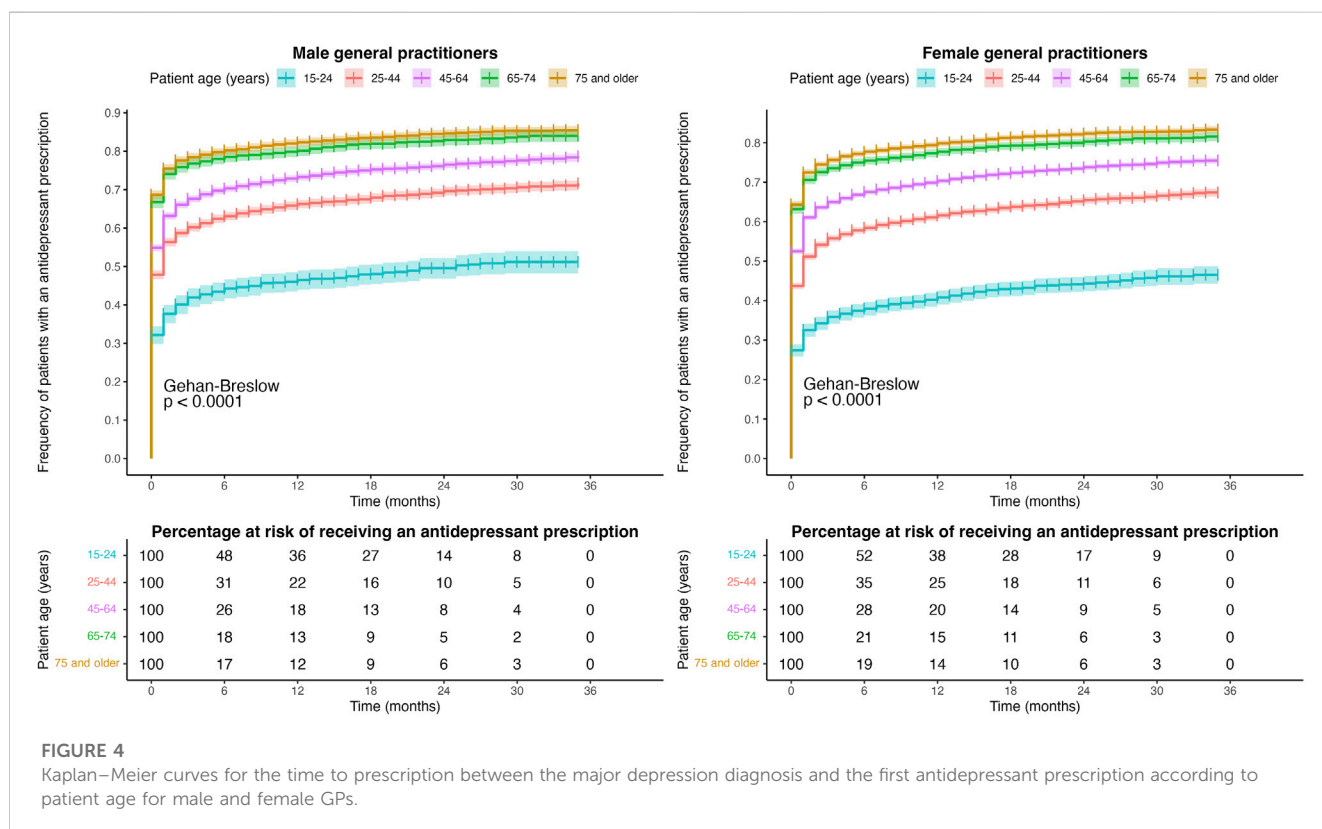 Male general practitioners
Patient age (years) 15-24 25-44 45-64 65-74 75 and older
Frequency of patients with an antidepressant prescription
0.9
0.8
0.7
0.6
0.5
0.4
0.3
0.2
0.1
0.0
Gehan-Breslow
p < 0.0001
0 6 12 18 24 30 36
Time (months)
Percentage at risk of receiving an antidepressant prescription
Patient age (years)
15-24 100 48 36 27 14 8 0
25-44 100 31 22 16 10 5 0
45-64 100 26 18 13 8 4 0
65-74 100 18 13 9 5 2 0
75 and older 100 17 12 9 6 3 0
0 6 12 18 24 30 36
Time (months)
Female general practitioners
Patient age (years) 15-24 25-44 45-64 65-74 75 and older
Frequency of patients with an antidepressant prescription
0.8
0.7
0.6
0.5
0.4
0.3
0.2
0.1
0.0
Gehan-Breslow
p < 0.0001
0 6 12 18 24 30 36
Time (months)
Percentage at risk of receiving an antidepressant prescription
Patient age (years)
15-24 100 52 38 28 17 9 0
25-44 100 35 25 18 11 6 0
45-64 100 28 20 14 9 5 0
65-74 100 21 15 11 6 3 0
75 and older 100 19 14 10 6 3 0
0 6 12 18 24 30 36
Time (months)
FIGURE 4
Kaplan–Meier curves for the time to prescription between the major depression diagnosis and the first antidepressant prescription according to
patient age for male and female GPs.